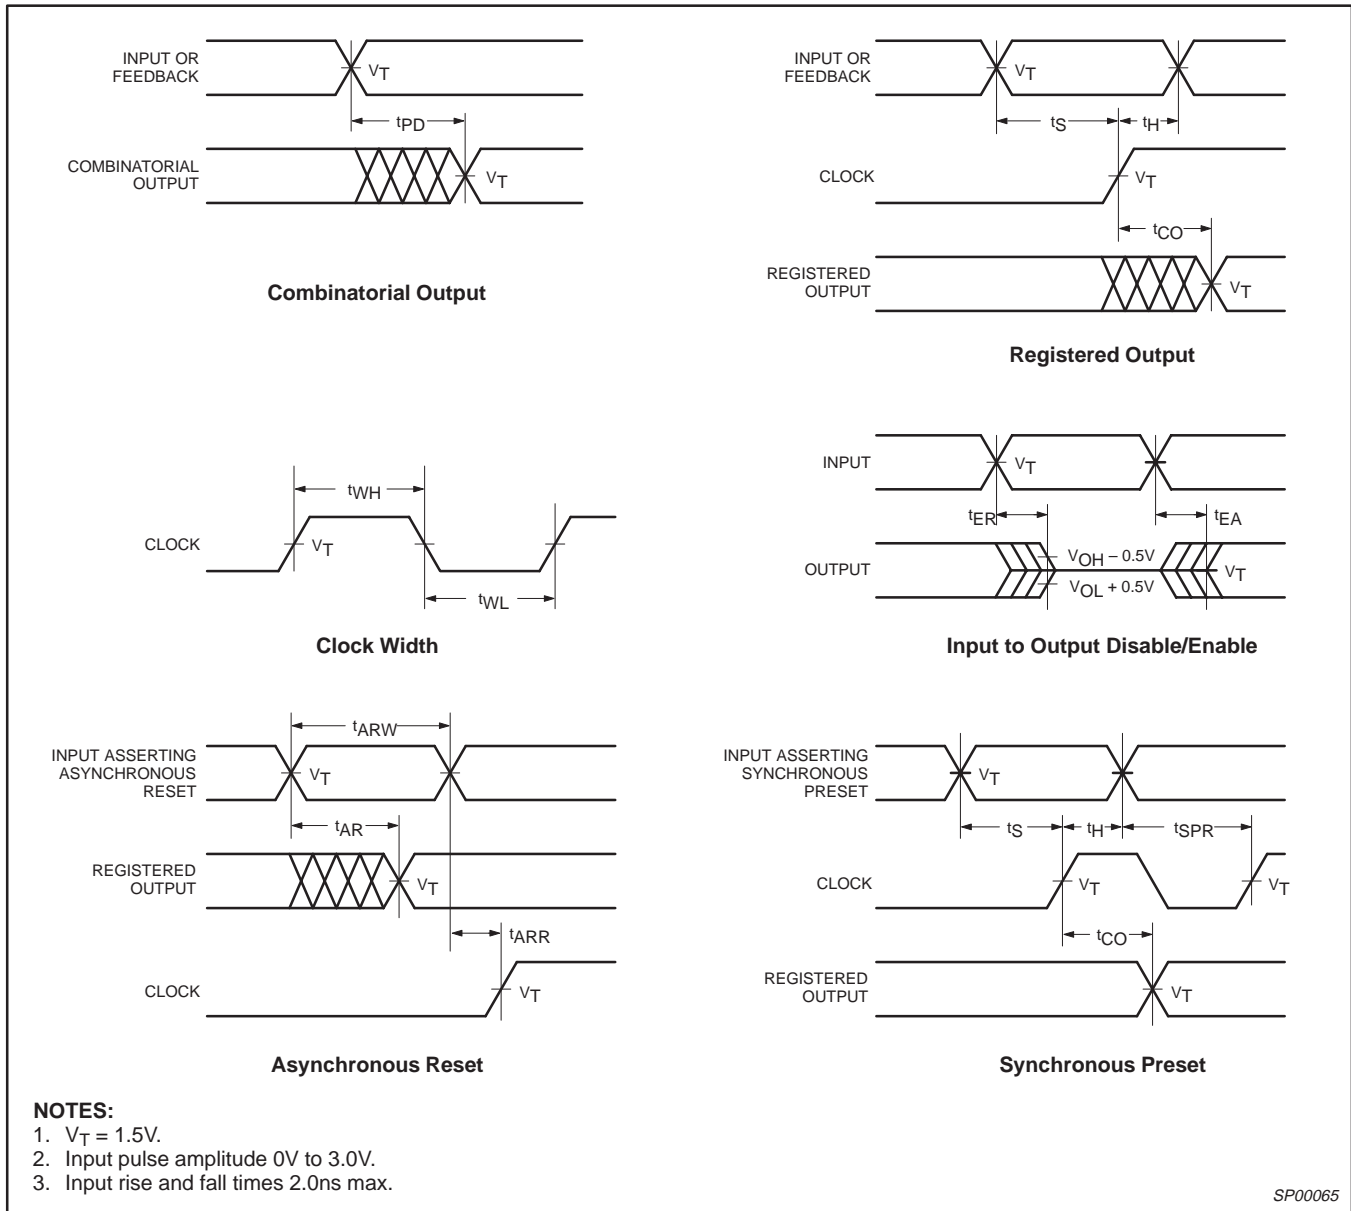 INPUT OR
FEEDBACK
VT
tPD
COMBINATORIAL
OUTPUT
VT
Combinatorial Output
INPUT OR
FEEDBACK
VT
tS
tH
CLOCK
VT
tCO
REGISTERED
OUTPUT
VT
Registered Output
tWH
CLOCK
VT
tWL
Clock Width
INPUT
VT
tER
tEA
OUTPUT
VOH – 0.5V
VOL + 0.5V
VT
Input to Output Disable/Enable
tARW
INPUT ASSERTING
ASYNCHRONOUS
RESET
VT
tAR
REGISTERED
OUTPUT
VT
tARR
CLOCK
VT
Asynchronous Reset
INPUT ASSERTING
SYNCHRONOUS
PRESET
VT
tS
tH
tSPR
CLOCK
VT
VT
tCO
REGISTERED
OUTPUT
VT
Synchronous Preset
NOTES:
1. VT = 1.5V.
2. Input pulse amplitude 0V to 3.0V.
3. Input rise and fall times 2.0ns max.
SP00065